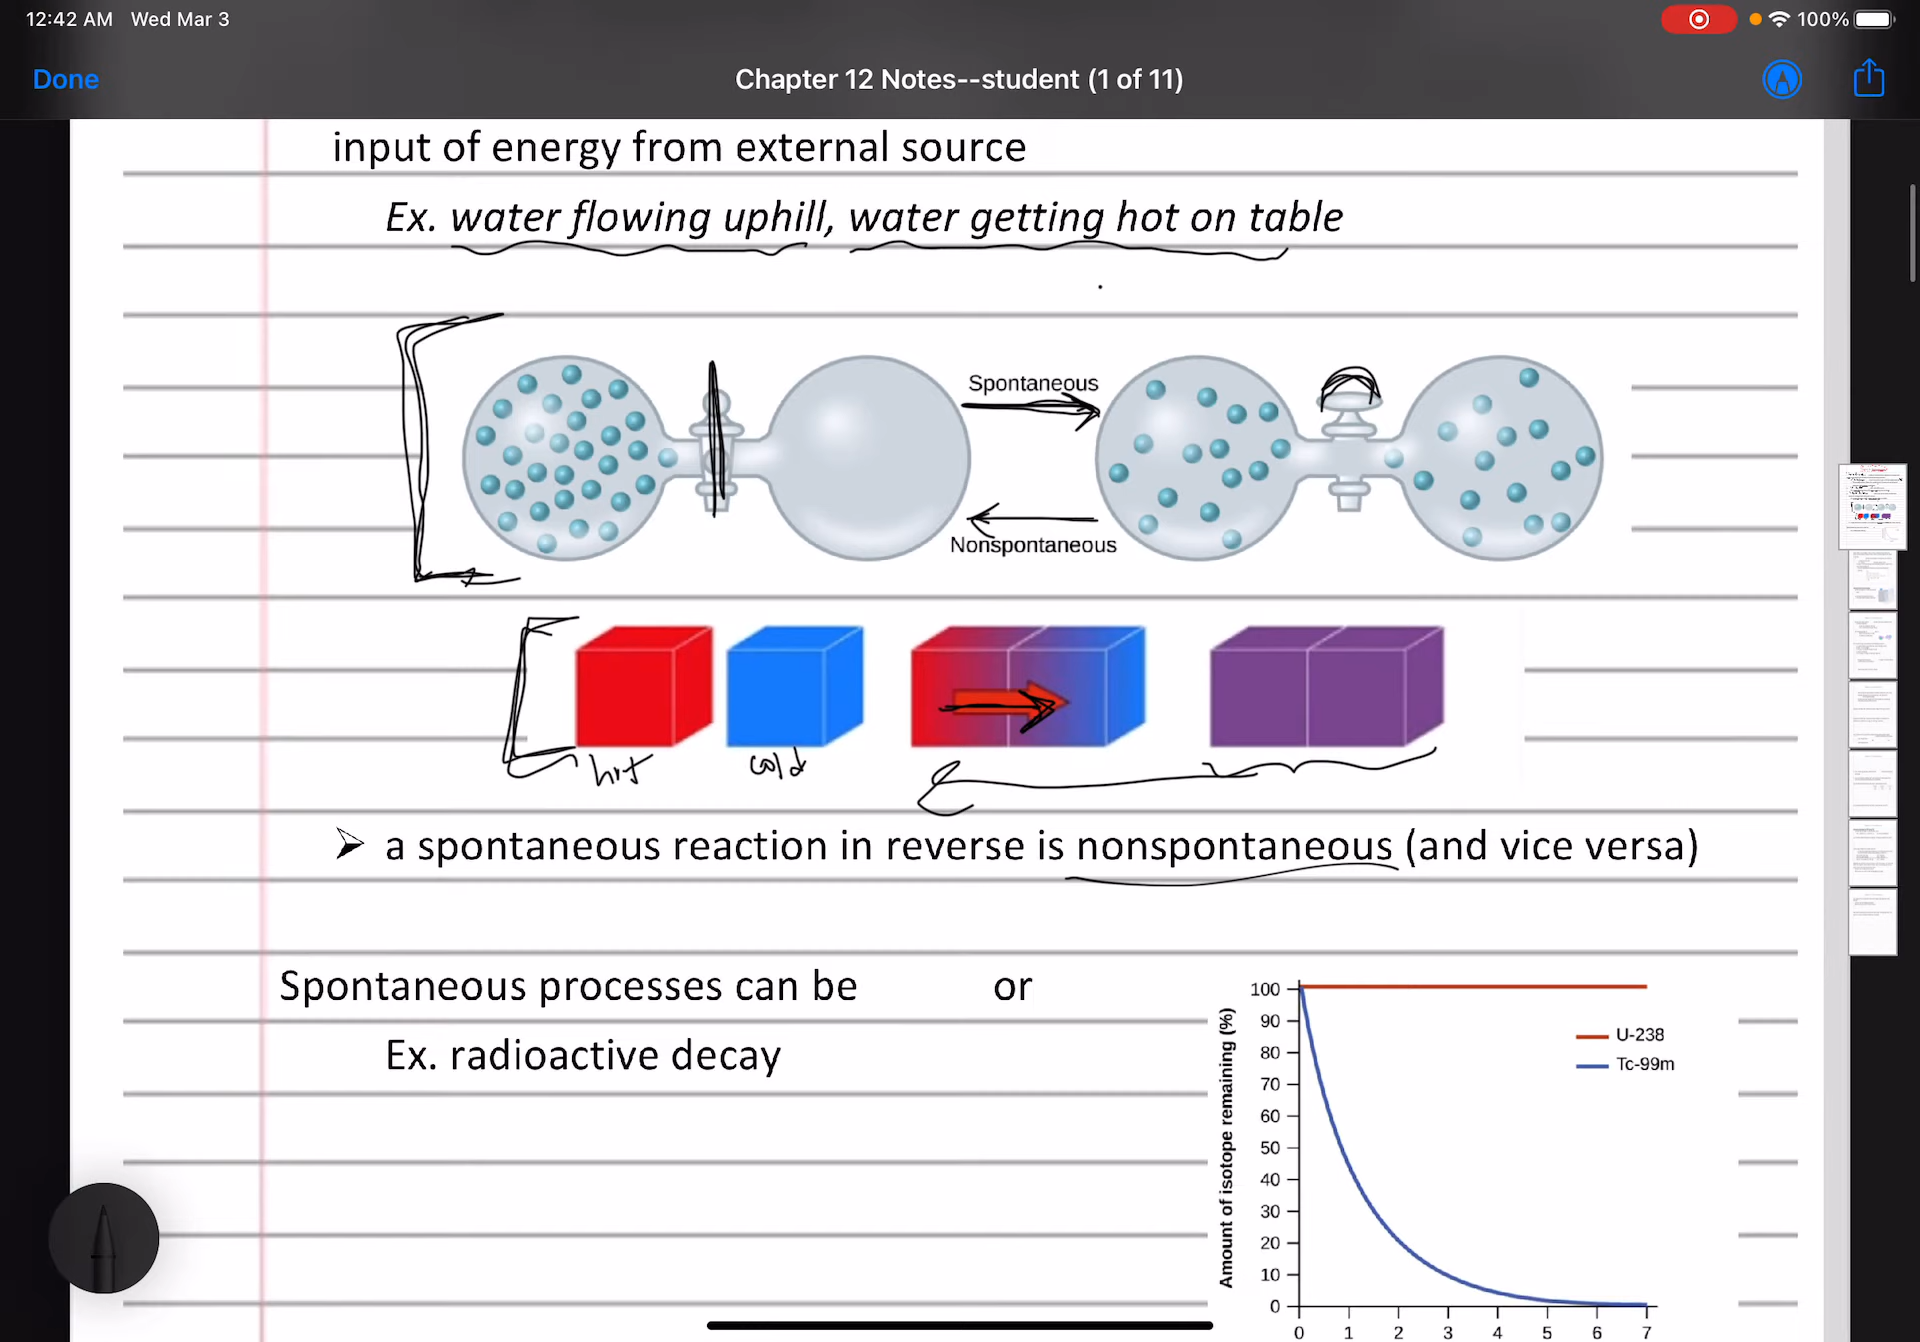 12:42 AM Wed Mar 3
100%
Done
Chapter 12 Notes--student (1 of 11)
input of energy from external source
Ex. water flowing uphill, water getting hot on table
Spontaneous
Nonspontaneous
hot
cold
➤ a spontaneous reaction in reverse is nonspontaneous (and vice versa)
Spontaneous processes can be or
Ex. radioactive decay
Amount of isotope remaining (%)
100
90
80
70
60
50
40
30
20
10
0
U-238
Tc-99m
0 1 2 3 4 5 6 7